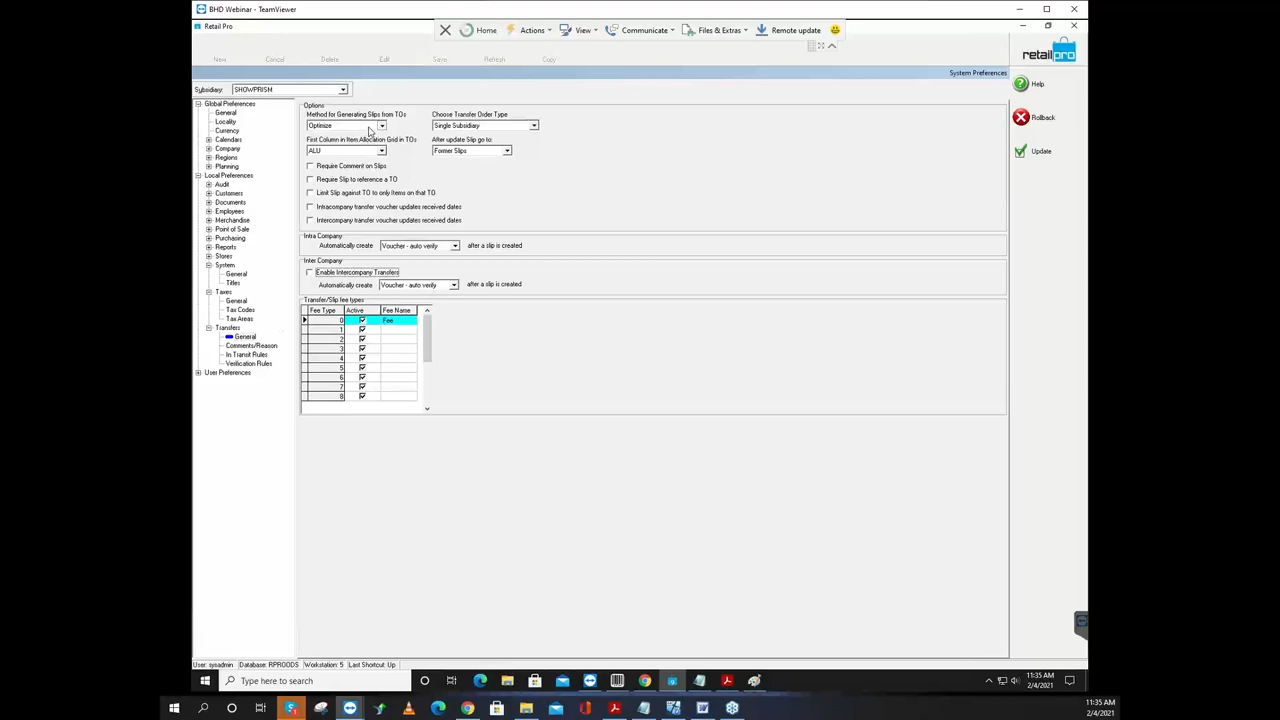 BHD Webinar - TeamViewer
Retail Pro
Home
Actions
View
Communicate
Files & Extras
Remote update
New
Cancel
Delete
Edit
Save
Refresh
Copy
retailpro
System Preferences
Subsidiary:
SHOWPRISM
Help
Rollback
Update
Global Preferences
General
Locality
Currency
Calendars
Company
Regions
Planning
Local Preferences
Audit
Customers
Documents
Employees
Merchandise
Point of Sale
Purchasing
Reports
Stores
System
General
Titles
Taxes
General
Tax Codes
Tax Areas
Transfers
General
Comments/Reason
In Transit Rules
Verification Rules
User Preferences
Options
Method for Generating Slips from TOs
Choose Transfer Order Type
Optimize
Single Subsidiary
First Column in Item Allocation Grid in TOs
After update Slip go to:
ALU
Former Slips
Require Comment on Slips
Require Slip to reference a TO
Limit Slip against TO to only Items on that TO
Intracompany transfer voucher updates received dates
Intercompany transfer voucher updates received dates
Intra Company
Automatically create
Voucher - auto verify
after a slip is created
Inter Company
Enable Intercompany Transfers
Automatically create
Voucher - auto verify
after a slip is created
Transfer/Slip fee types
Fee Type
Active
Fee Name
0
Fee
1
2
3
4
5
6
7
8
User: sysadmin
Database: RPROODS
Workstation: 5
Last Shortcut: Up
Type here to search
11:35 AM
2/4/2021
11:35 AM
2/4/2021